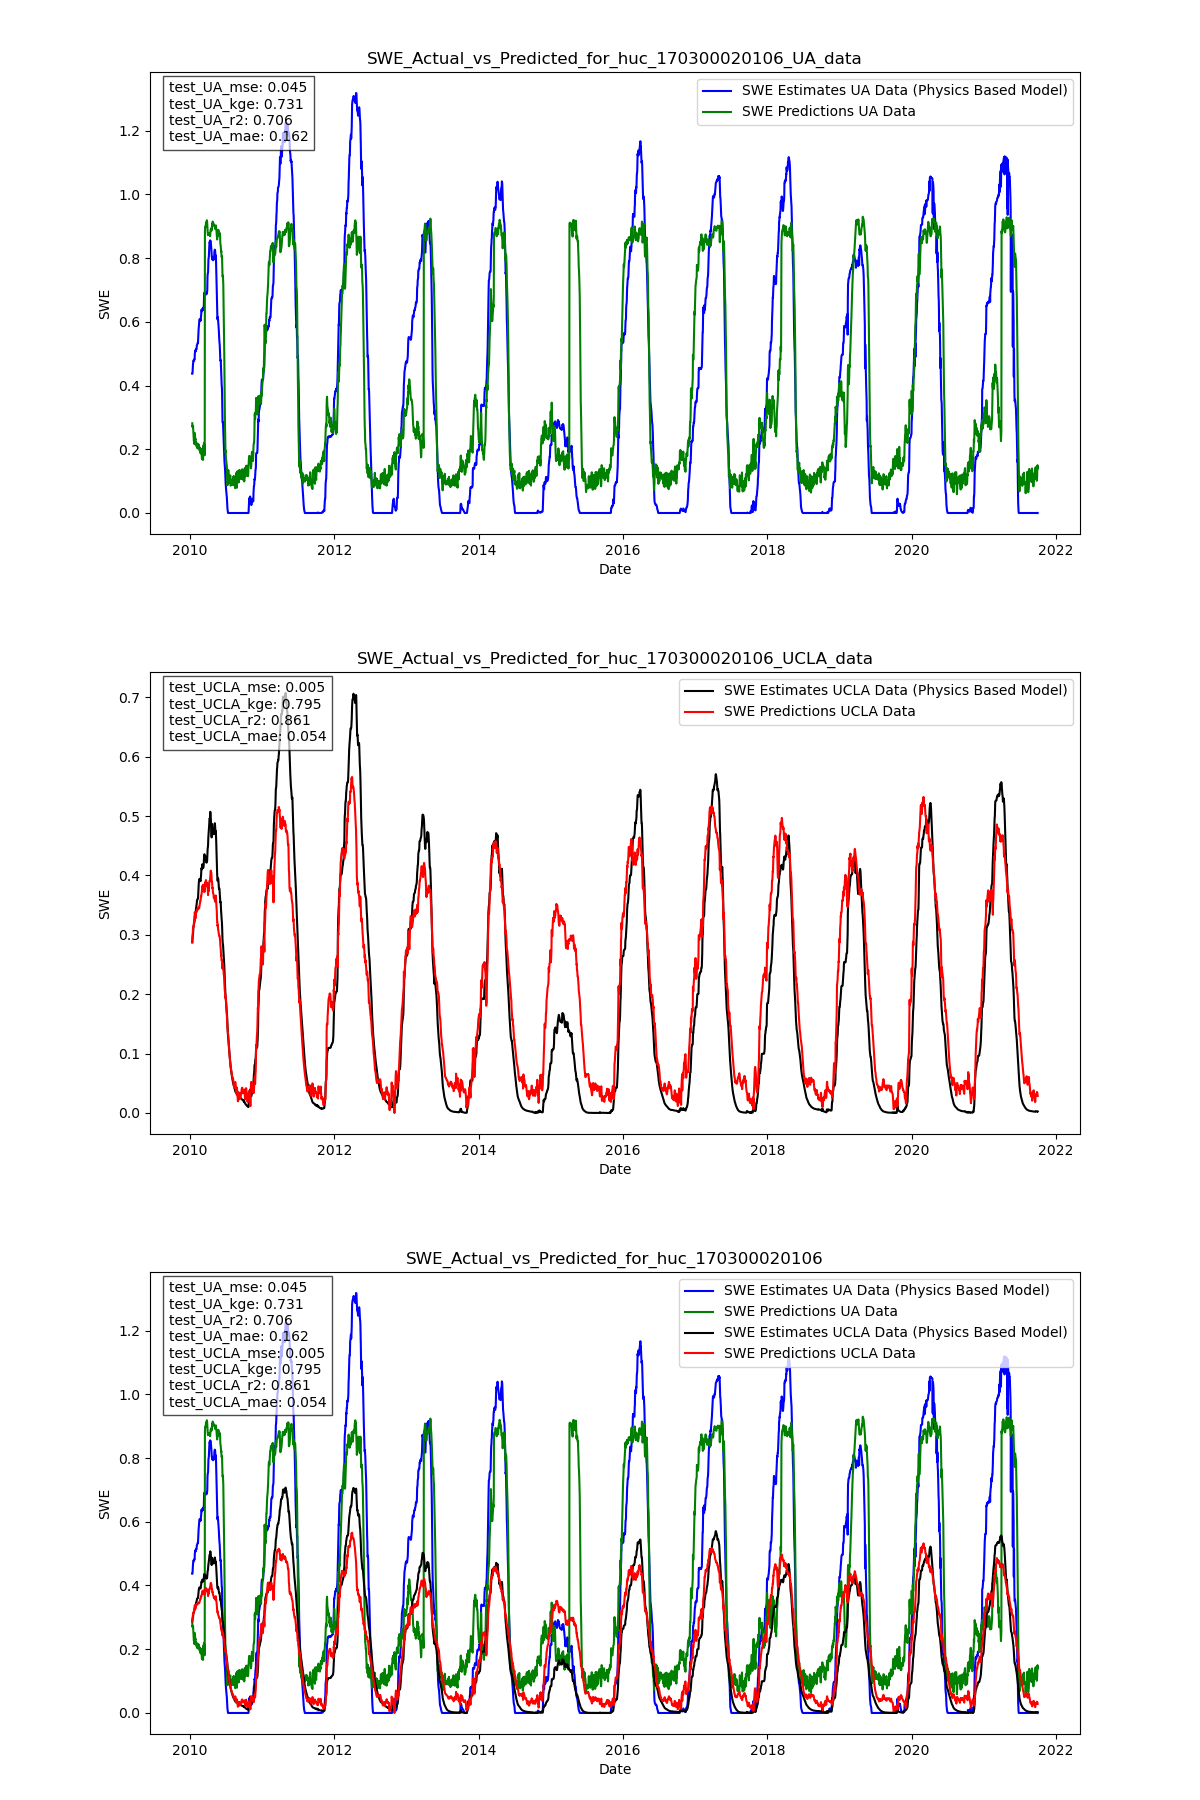 SWE_Actual_vs_Predicted_for_huc_170300020106_UA_data
test_UA_mse: 0.045
test_UA_kge: 0.731
test_UA_r2: 0.706
test_UA_mae: 0.162
SWE Estimates UA Data (Physics Based Model)
SWE Predictions UA Data
SWE
1.2
1.0
0.8
0.6
0.4
0.2
0.0
2010 2012 2014 2016 2018 2020 2022
Date
SWE_Actual_vs_Predicted_for_huc_170300020106_UCLA_data
test_UCLA_mse: 0.005
test_UCLA_kge: 0.795
test_UCLA_r2: 0.861
test_UCLA_mae: 0.054
SWE Estimates UCLA Data (Physics Based Model)
SWE Predictions UCLA Data
SWE
0.7
0.6
0.5
0.4
0.3
0.2
0.1
0.0
2010 2012 2014 2016 2018 2020 2022
Date
SWE_Actual_vs_Predicted_for_huc_170300020106
test_UA_mse: 0.045
test_UA_kge: 0.731
test_UA_r2: 0.706
test_UA_mae: 0.162
test_UCLA_mse: 0.005
test_UCLA_kge: 0.795
test_UCLA_r2: 0.861
test_UCLA_mae: 0.054
SWE Estimates UA Data (Physics Based Model)
SWE Predictions UA Data
SWE Estimates UCLA Data (Physics Based Model)
SWE Predictions UCLA Data
SWE
1.2
1.0
0.8
0.6
0.4
0.2
0.0
2010 2012 2014 2016 2018 2020 2022
Date